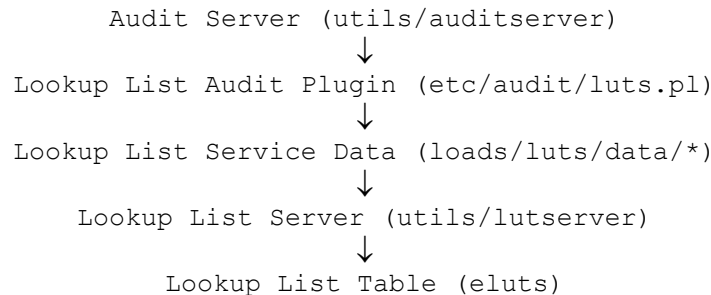 Audit Server (utils/auditserver)
↓
Lookup List Audit Plugin (etc/audit/luts.pl)
↓
Lookup List Service Data (loads/luts/data/*)
↓
Lookup List Server (utils/lutserver)
↓
Lookup List Table (eluts)